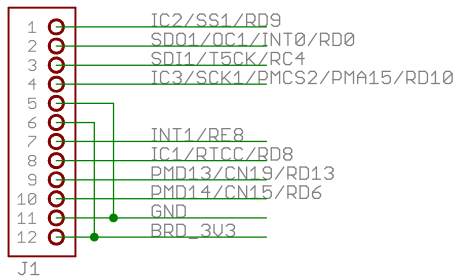 1 IC2/SS1/RD9
2 SDO1/OC1/INT0/RD0
3 SDI1/T5CK/RC4
4 IC3/SCK1/PMCS2/PMA15/RD10
5
6
7 INT1/RE8
8 IC1/RTCC/RD8
9 PMD13/CN19/RD13
10 PMD14/CN15/RD6
11 GND
12 BRD_3V3
J1